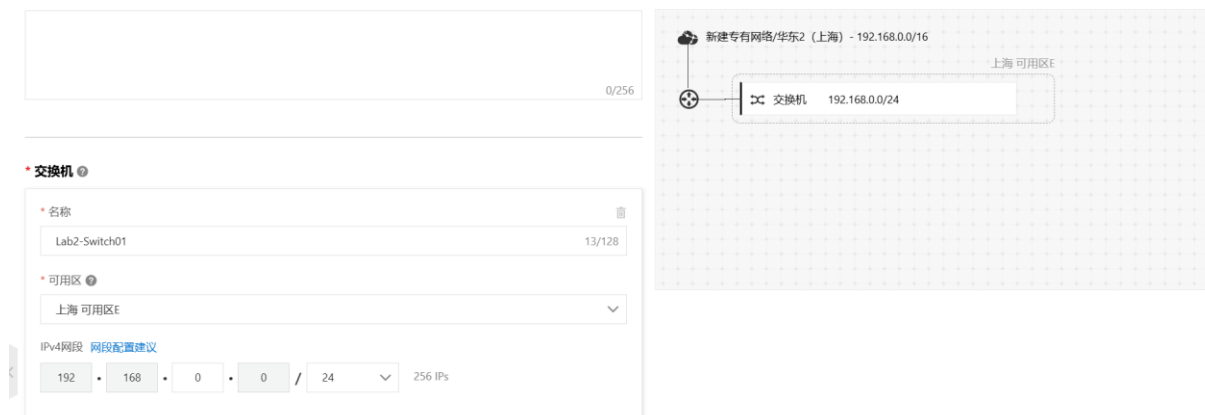 0/256
* 交换机
* 名称
Lab2-Switch01 13/128
* 可用区
上海 可用区E
IPv4网段 网段配置建议
192 • 168 • 0 • 0 / 24 256 IPs
新建专有网络/华东2（上海）- 192.168.0.0/16
上海 可用区E
交换机 192.168.0.0/24